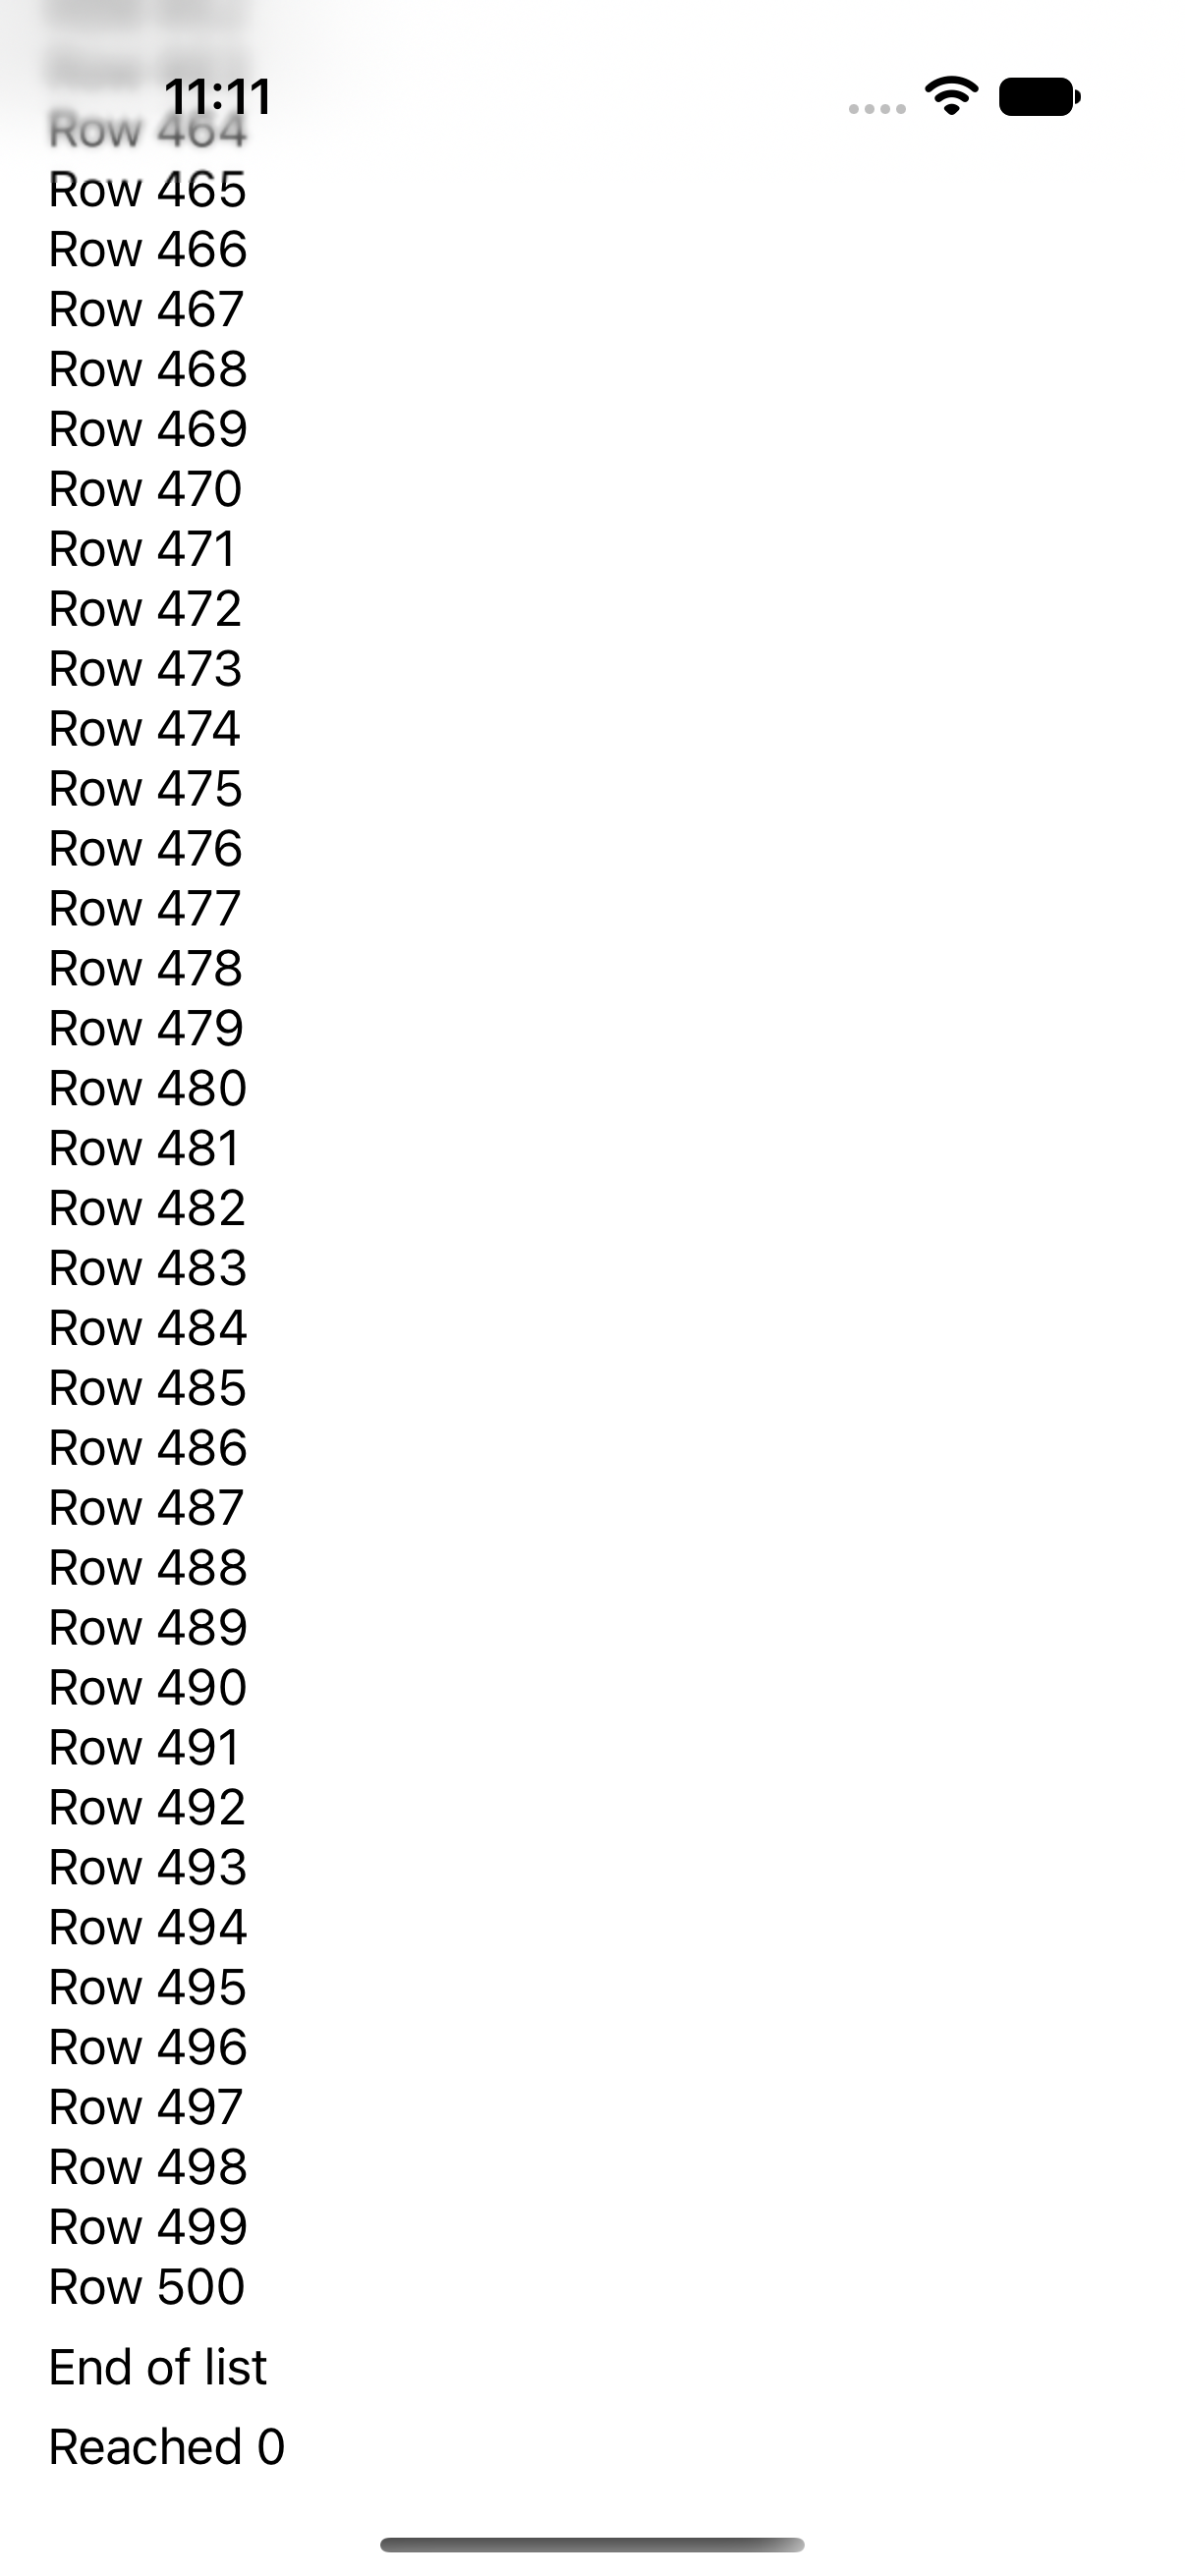 11:11
Row 464
Row 465
Row 466
Row 467
Row 468
Row 469
Row 470
Row 471
Row 472
Row 473
Row 474
Row 475
Row 476
Row 477
Row 478
Row 479
Row 480
Row 481
Row 482
Row 483
Row 484
Row 485
Row 486
Row 487
Row 488
Row 489
Row 490
Row 491
Row 492
Row 493
Row 494
Row 495
Row 496
Row 497
Row 498
Row 499
Row 500
End of list
Reached 0